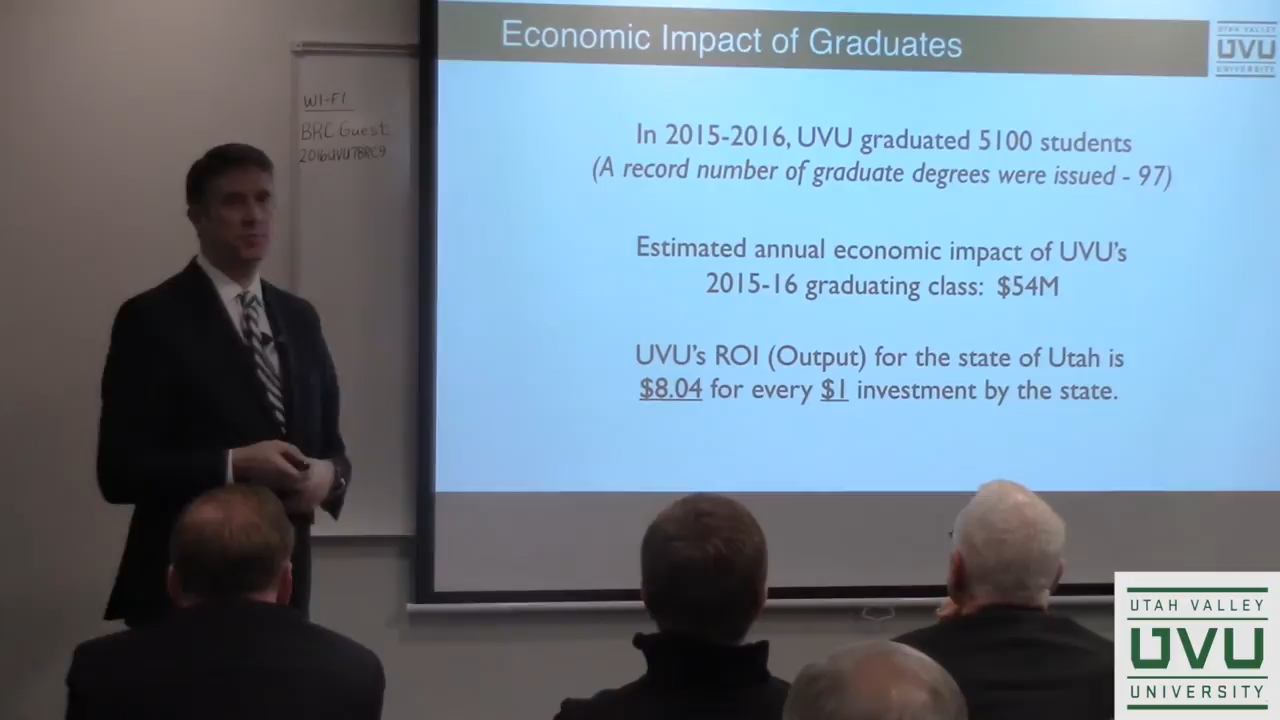 Economic Impact of Graduates
UTAH VALLEY
UVU
UNIVERSITY
WI-FI
BRC Guest
In 2015-2016, UVU graduated 5100 students
(A record number of graduate degrees were issued - 97)
Estimated annual economic impact of UVU's
2015-16 graduating class: $54M
UVU's ROI (Output) for the state of Utah is
$8.04 for every $1 investment by the state.
UTAH VALLEY
UVU
UNIVERSITY